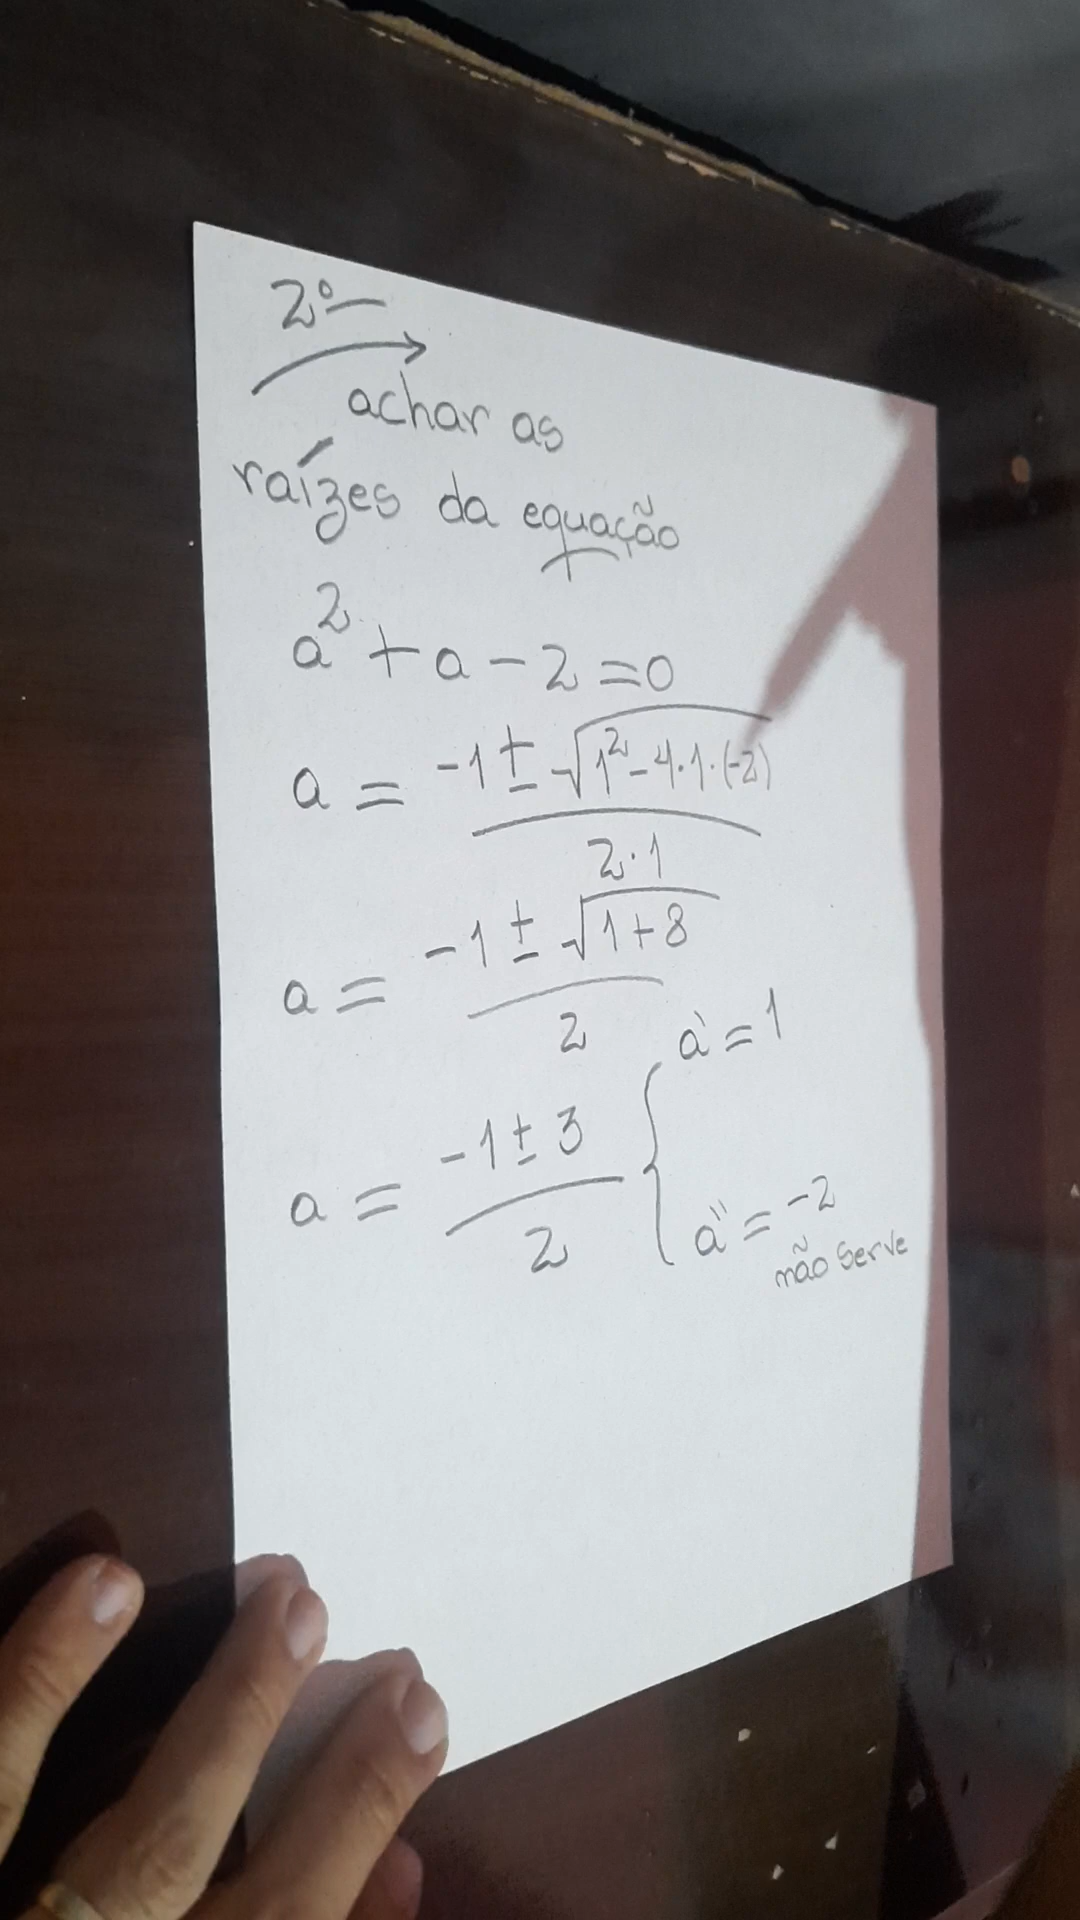 2º
achar as
raízes da equação
a² + a - 2 = 0
a = -1 ± √1² - 4·1·(-2)
2·1
a = -1 ± √1+8
2
a = -1 ± 3
2
a' = 1
a'' = -2
não serve